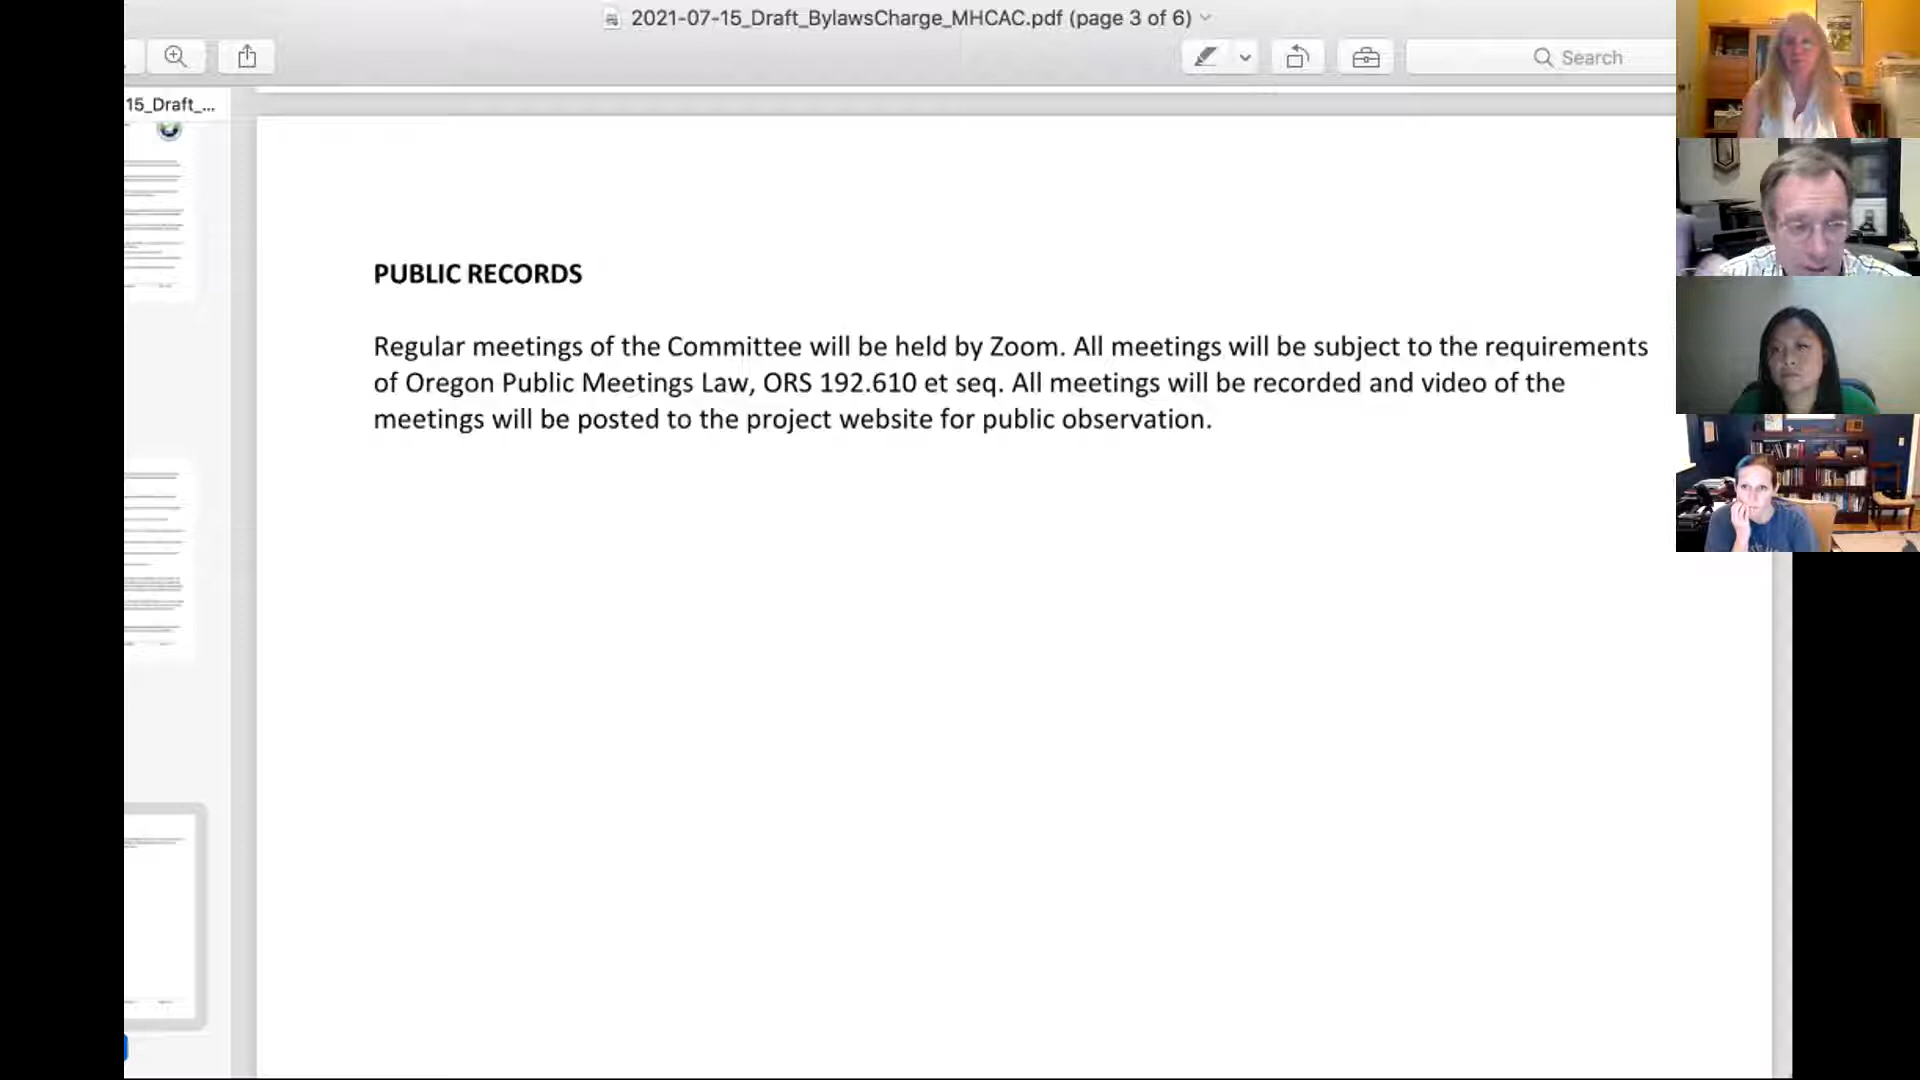 2021-07-15_Draft_BylawsCharge_MHCAC.pdf (page 3 of 6)
Search
15_Draft_...
PUBLIC RECORDS
Regular meetings of the Committee will be held by Zoom. All meetings will be subject to the requirements
of Oregon Public Meetings Law, ORS 192.610 et seq. All meetings will be recorded and video of the
meetings will be posted to the project website for public observation.